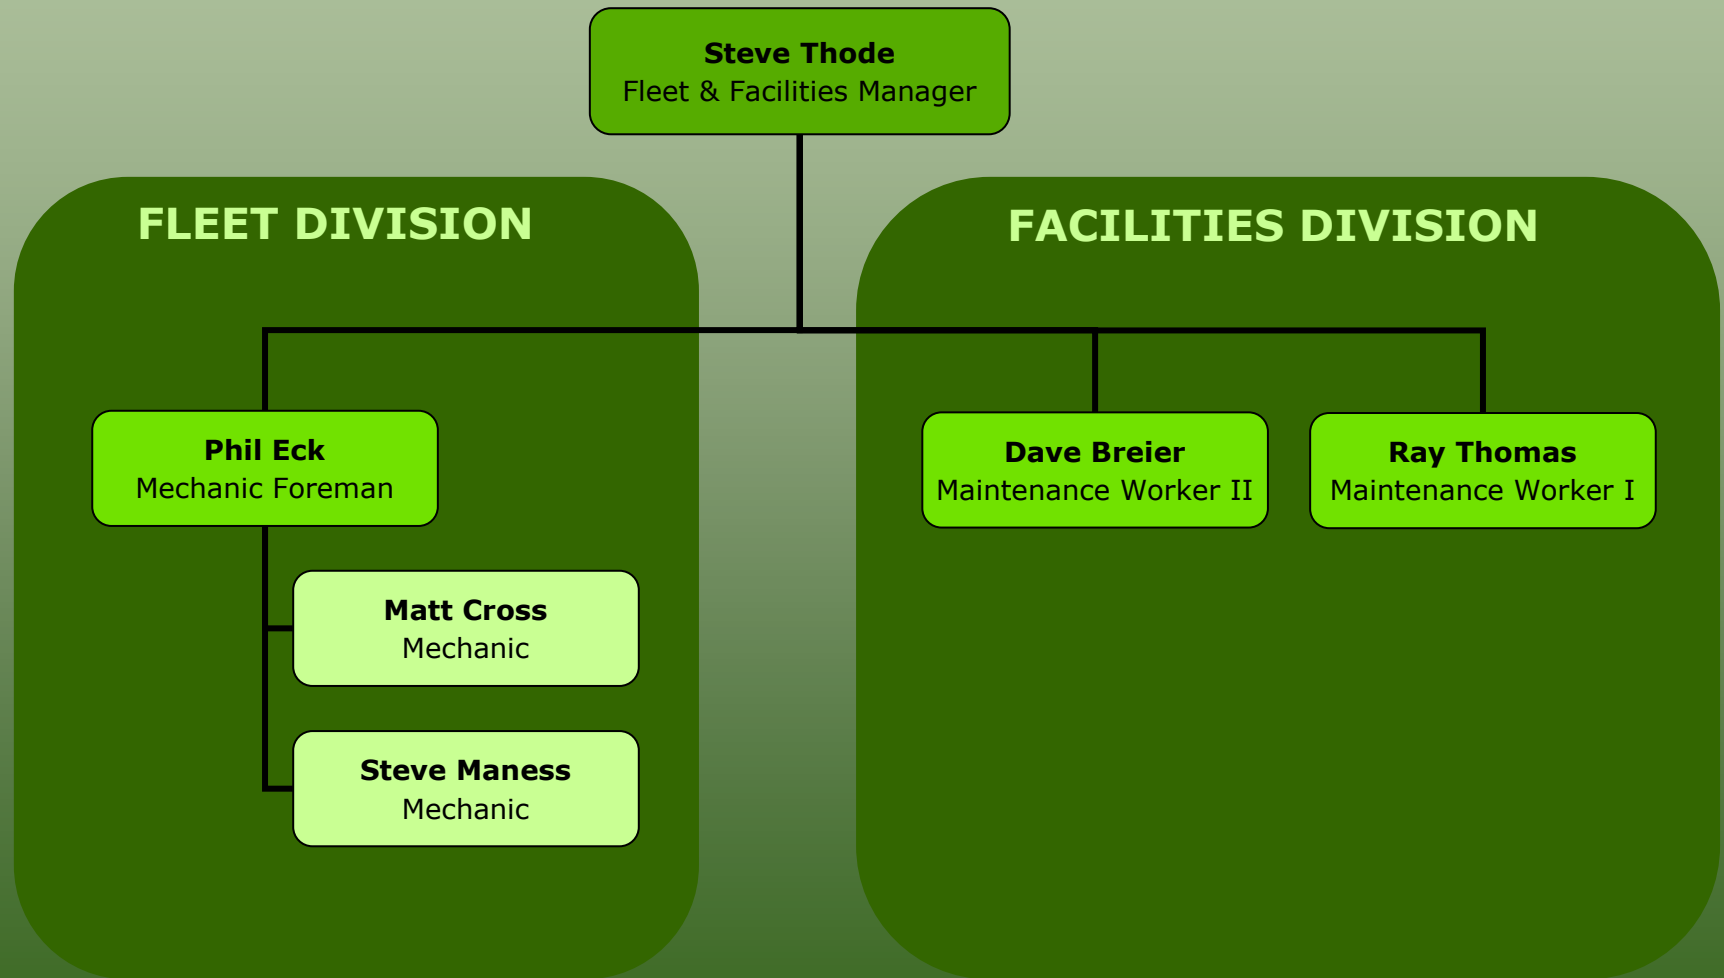 Steve Thode
Fleet & Facilities Manager
FLEET DIVISION
Phil Eck
Mechanic Foreman
Matt Cross
Mechanic
Steve Maness
Mechanic
FACILITIES DIVISION
Dave Breier
Maintenance Worker II
Ray Thomas
Maintenance Worker I